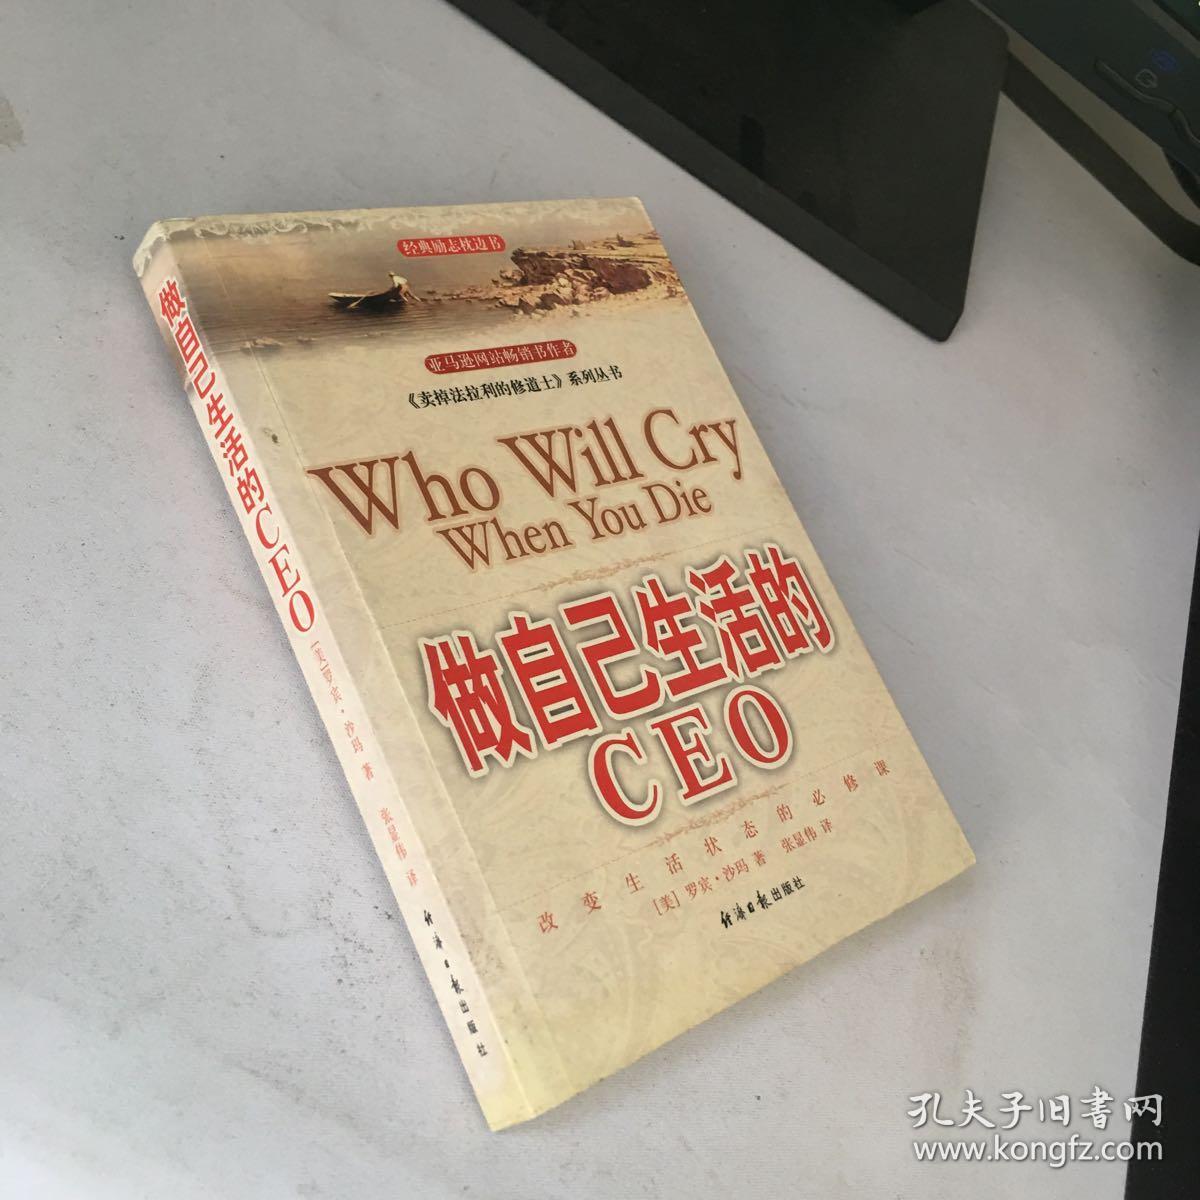 经典励志枕边书
亚马逊网站畅销书作者
《卖掉法拉利的修道士》系列丛书
Who Will Cry
When You Die
做自己生活的
CEO
改变生活状态的必修课
[美] 罗宾·沙玛 著 张显伟 译
经济日报出版社
做自己生活的CEO [美] 罗宾·沙玛 著 张显伟 译 经济日报出版社
孔夫子旧書网
www.kongfz.com